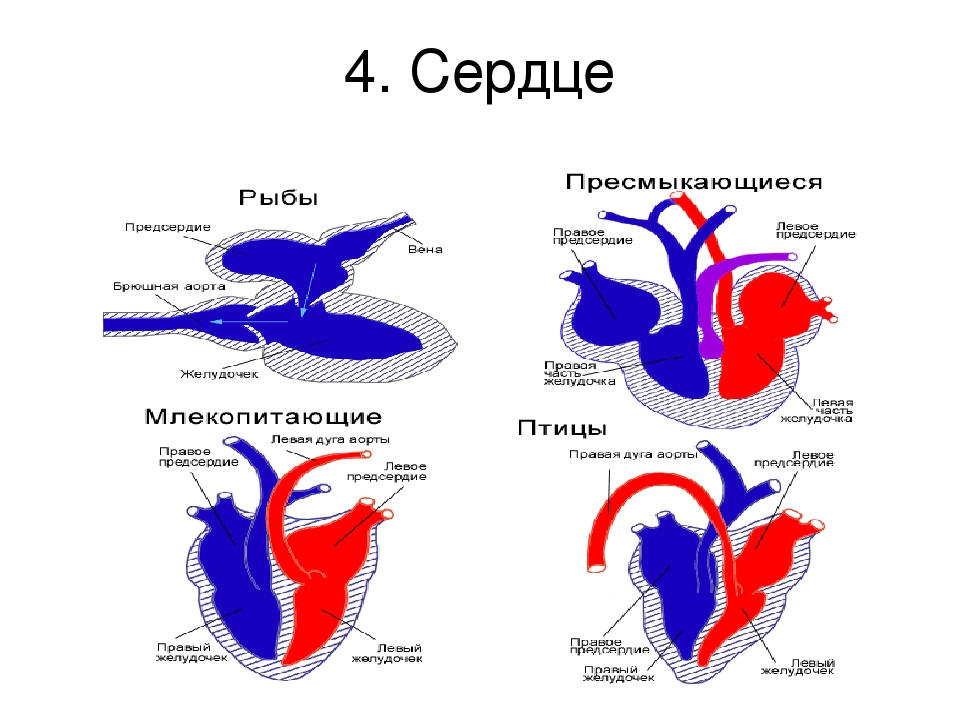 4. Сердце
Рыбы
Предсердие
Вена
Брюшная аорта
Желудочек
Пресмыкающиеся
Правое
предсердие
Левое
предсердие
Правая
часть
желудочка
Левая
часть
желудочка
Млекопитающие
Левая дуга аорты
Правое
предсердие
Левое
предсердие
Правый
желудочек
Левый
желудочек
Птицы
Правая дуга аорты
Левое
предсердие
Правое
предсердие
Правый
желудочек
Левый
желудочек